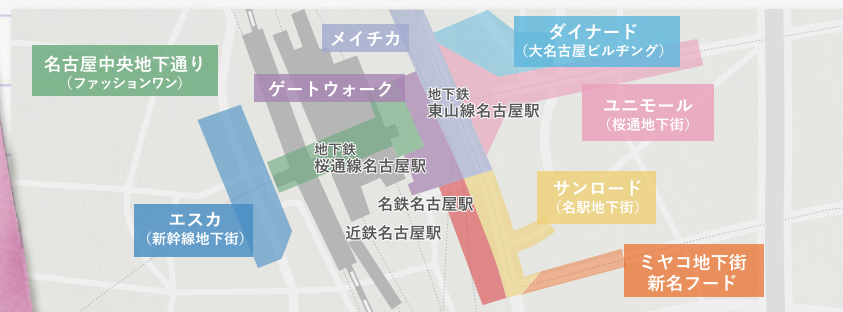 メイチカ
ダイナード
(大名古屋ビルヂング)
名古屋中央地下通り
(ファッションワン)
ゲートウォーク
地下鉄
東山線名古屋駅
ユニモール
(桜通地下街)
地下鉄
桜通線名古屋駅
サンロード
(名駅地下街)
名鉄名古屋駅
エスカ
(新幹線地下街)
近鉄名古屋駅
ミヤコ地下街
新名フード